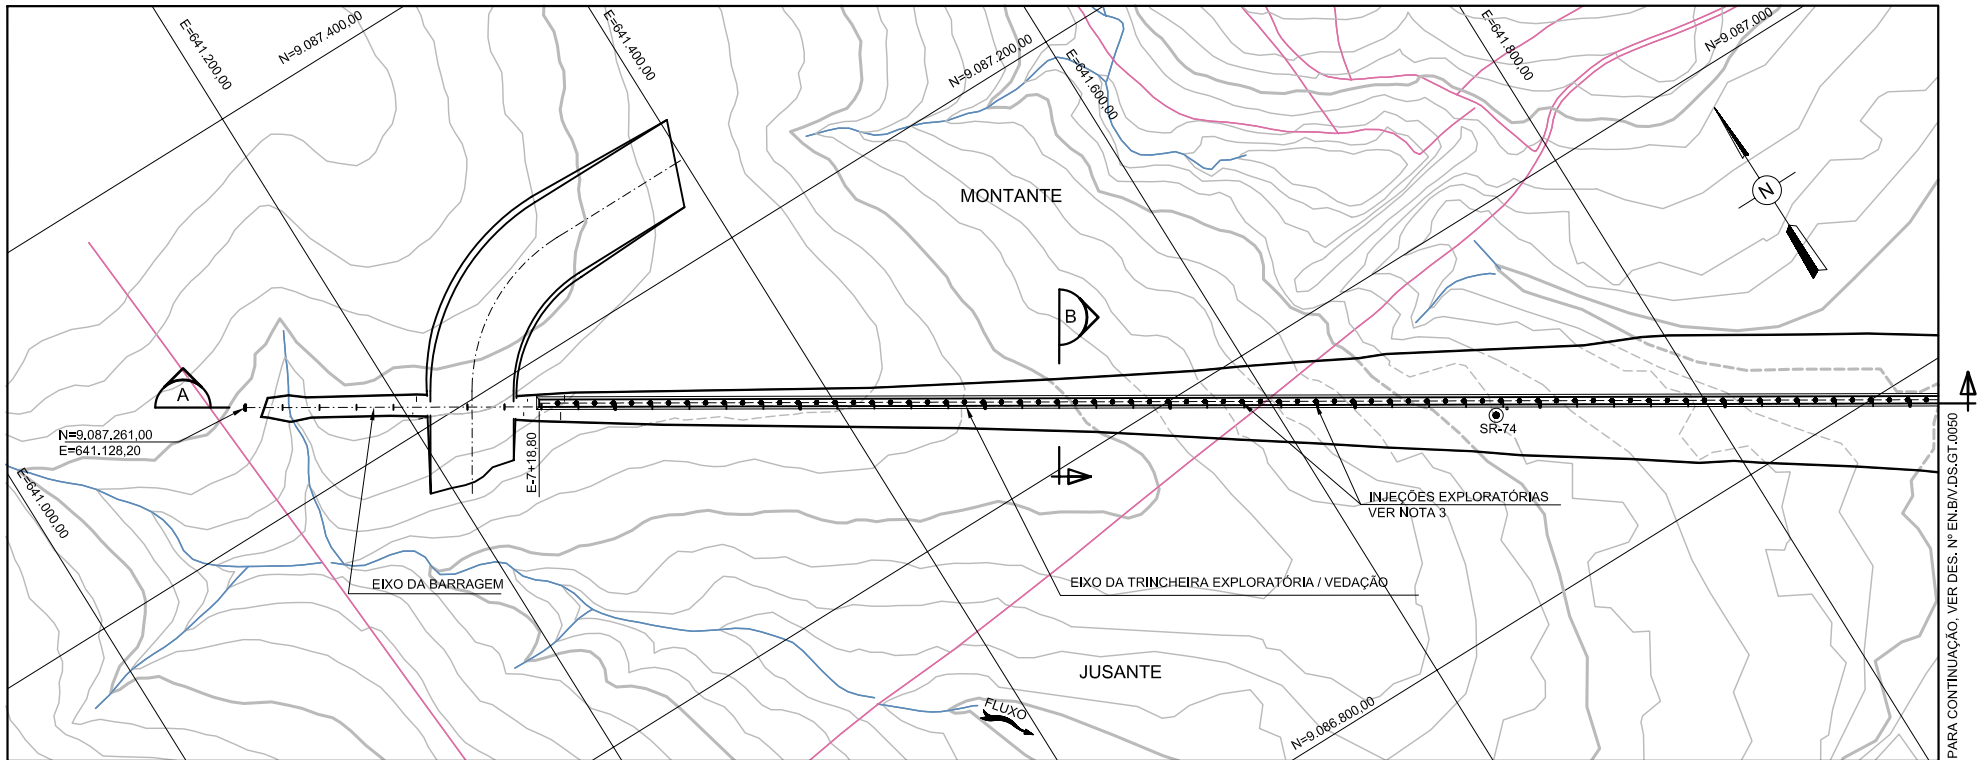 E=641.200,00
N=9.087.400,00
E=641.400,00
N=9.087.200,00
E=641.600,00
E=641.800,00
N=9.087.000
MONTANTE
N
B
A
N=9.087.261,00
E=641.128,20
E=641.000,00
E-7+18,80
SR-74
INJEÇÕES EXPLORATÓRIAS
VER NOTA 3
EIXO DA BARRAGEM
EIXO DA TRINCHEIRA EXPLORATÓRIA / VEDAÇÃO
JUSANTE
FLUXO
N=9.086.800,00
PARA CONTINUAÇÃO, VER DES. Nº EN.B/V.DS.GT.0050